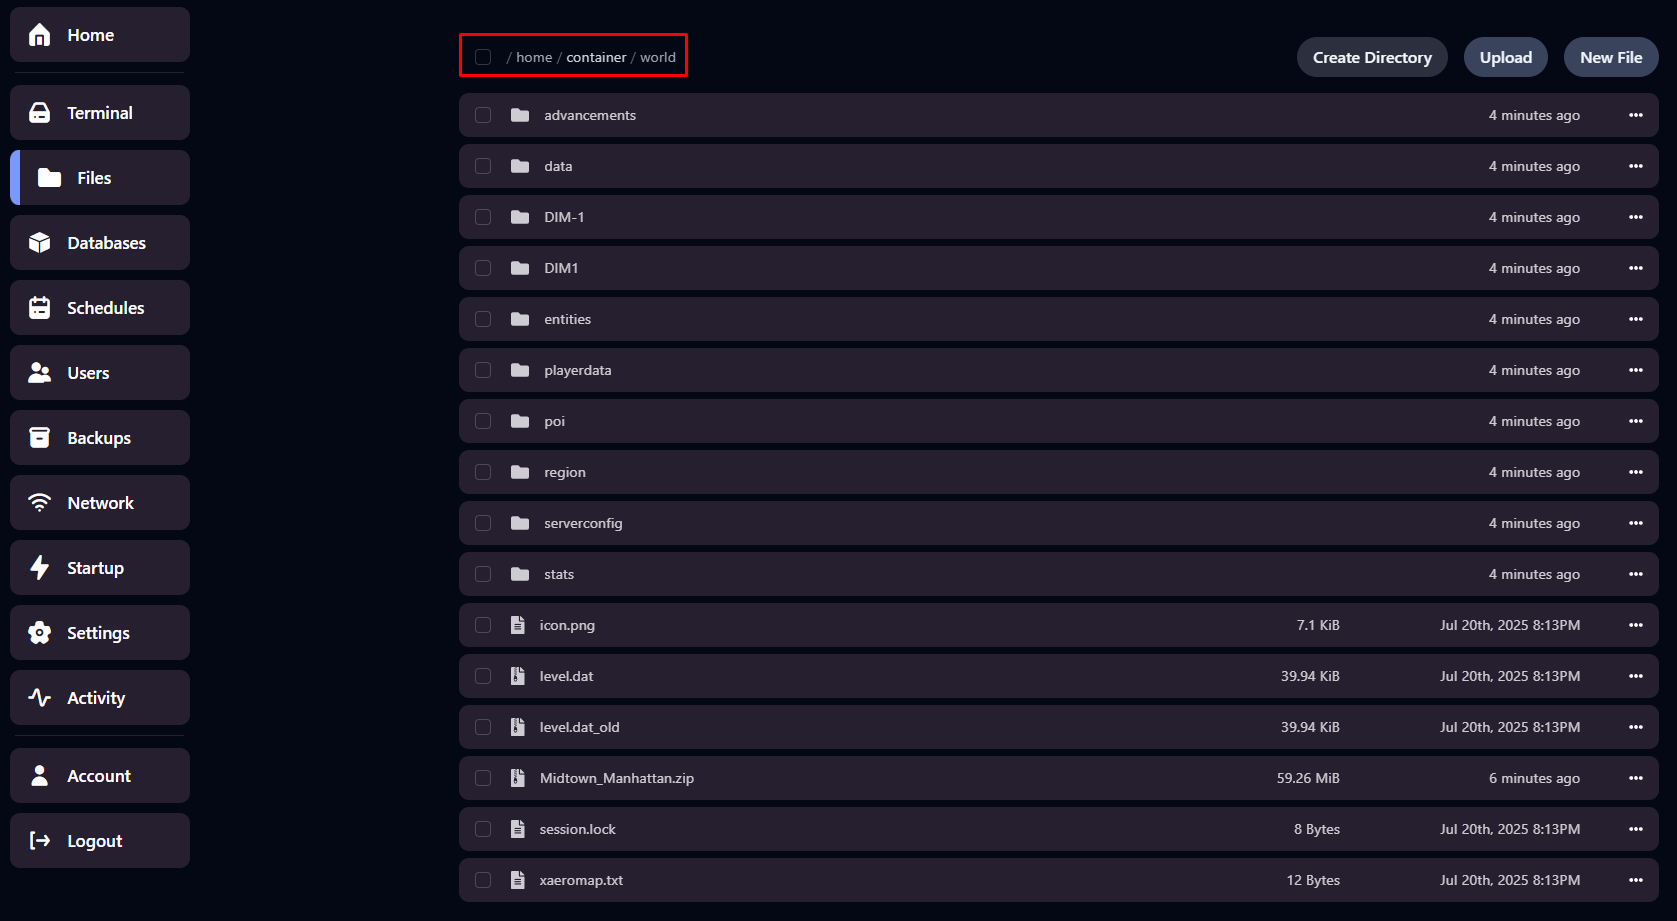 Home
Terminal
Files
Databases
Schedules
Users
Backups
Network
Startup
Settings
Activity
Account
Logout
/ home / container / world
Create Directory Upload New File
advancements 4 minutes ago
data 4 minutes ago
DIM-1 4 minutes ago
DIM1 4 minutes ago
entities 4 minutes ago
playerdata 4 minutes ago
poi 4 minutes ago
region 4 minutes ago
serverconfig 4 minutes ago
stats 4 minutes ago
icon.png 7.1 KiB Jul 20th, 2025 8:13PM
level.dat 39.94 KiB Jul 20th, 2025 8:13PM
level.dat_old 39.94 KiB Jul 20th, 2025 8:13PM
Midtown_Manhattan.zip 59.26 MiB 6 minutes ago
session.lock 8 Bytes Jul 20th, 2025 8:13PM
xaeromap.txt 12 Bytes Jul 20th, 2025 8:13PM